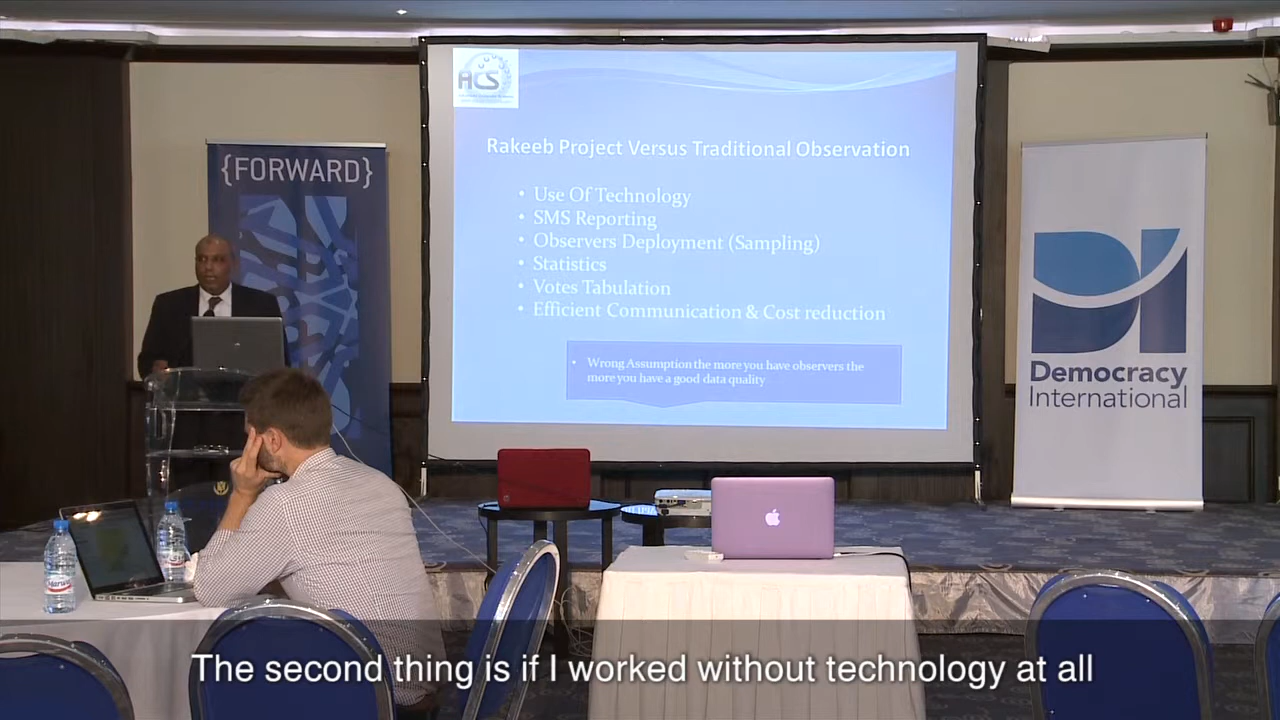 ACS
Rakeeb Project Versus Traditional Observation
• Use Of Technology
• SMS Reporting
• Observers Deployment (Sampling)
• Statistics
• Votes Tabulation
• Efficient Communication & Cost reduction
• Wrong Assumption the more you have observers the
more you have a good data quality
{FORWARD}
DI
Democracy
International
The second thing is if I worked without technology at all